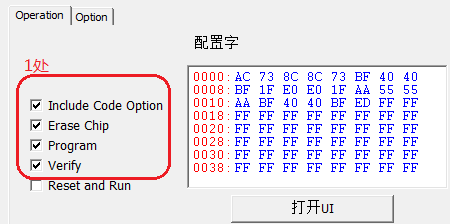 Operation Option
配置字
1处
Include Code Option
Erase Chip
Program
Verify
Reset and Run
0000:AC 73 8C 8C 73 BF 40 40
0008:BF 1F E0 E0 1F AA 55 55
0010:AA BF 40 40 BF ED FF FF
0018:FF FF FF FF FF FF FF FF
0020:FF FF FF FF FF FF FF FF
0028:FF FF FF FF FF FF FF FF
0030:FF FF FF FF FF FF FF FF
0038:FF FF FF FF FF FF FF FF
打开UI